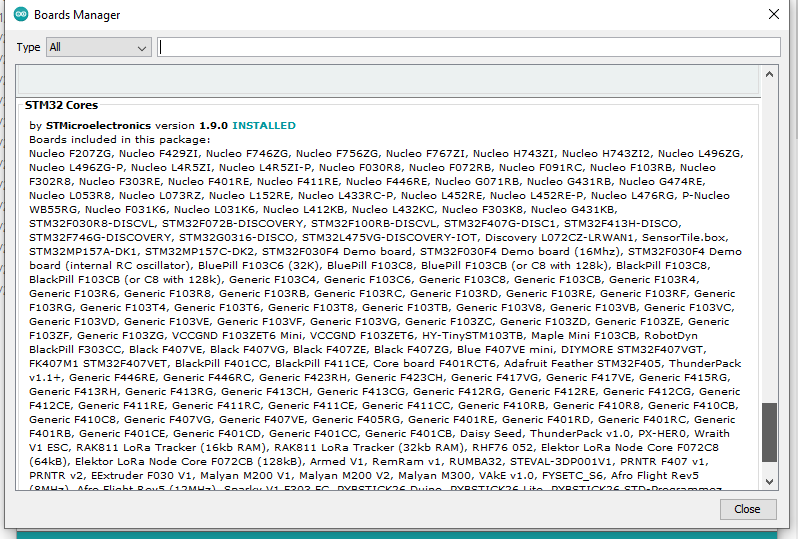 Boards Manager
Type All
STM32 Cores
by STMicroelectronics version 1.9.0 INSTALLED
Boards included in this package:
Nucleo F207ZG, Nucleo F429ZI, Nucleo F746ZG, Nucleo F756ZG, Nucleo F767ZI, Nucleo H743ZI, Nucleo H743ZI2, Nucleo L496ZG,
Nucleo L496ZG-P, Nucleo L4R5ZI, Nucleo L4R5ZI-P, Nucleo F030R8, Nucleo F072RB, Nucleo F091RC, Nucleo F103RB, Nucleo
F302R8, Nucleo F303RE, Nucleo F401RE, Nucleo F411RE, Nucleo F446RE, Nucleo G071RB, Nucleo G431RB, Nucleo G474RE,
Nucleo L053R8, Nucleo L073RZ, Nucleo L152RE, Nucleo L433RC-P, Nucleo L452RE, Nucleo L452RE-P, Nucleo L476RG, P-Nucleo
WB55RG, Nucleo F031K6, Nucleo L031K6, Nucleo L412KB, Nucleo L432KC, Nucleo F303K8, Nucleo G431KB,
STM32F030R8-DISCVL, STM32F072B-DISCOVERY, STM32F100RB-DISCVL, STM32F407G-DISC1, STM32F413H-DISCO,
STM32F746G-DISCOVERY, STM32G0316-DISCO, STM32L475VG-DISCOVERY-IOT, Discovery L072CZ-LRWAN1, SensorTile.box,
STM32MP157A-DK1, STM32MP157C-DK2, STM32F030F4 Demo board, STM32F030F4 Demo board (16Mhz), STM32F030F4 Demo
board (internal RC oscillator), BluePill F103C6 (32K), BluePill F103C8, BluePill F103CB (or C8 with 128k), BlackPill F103C8,
BlackPill F103CB (or C8 with 128k), Generic F103C4, Generic F103C6, Generic F103C8, Generic F103CB, Generic F103R4,
Generic F103R6, Generic F103R8, Generic F103RB, Generic F103RC, Generic F103RD, Generic F103RE, Generic F103RF, Generic
F103RG, Generic F103T4, Generic F103T6, Generic F103T8, Generic F103TB, Generic F103V8, Generic F103VB, Generic F103VC,
Generic F103VD, Generic F103VE, Generic F103VF, Generic F103VG, Generic F103ZC, Generic F103ZD, Generic F103ZE, Generic
F103ZF, Generic F103ZG, VCCGND F103ZET6 Mini, VCCGND F103ZET6, HY-TinySTM103TB, Maple Mini F103CB, RobotDyn
BlackPill F303CC, Black F407VE, Black F407VG, Black F407ZE, Black F407ZG, Blue F407VE mini, DIYMORE STM32F407VGT,
FK407M1 STM32F407VET, BlackPill F401CC, BlackPill F411CE, Core board F401RCT6, Adafruit Feather STM32F405, ThunderPack
v1.1+, Generic F446RE, Generic F446RC, Generic F423RH, Generic F423CH, Generic F417VG, Generic F417VE, Generic F415RG,
Generic F413RH, Generic F413RG, Generic F413CH, Generic F413CG, Generic F412RG, Generic F412RE, Generic F412CG, Generic
F412CE, Generic F411RE, Generic F411RC, Generic F411CE, Generic F411CC, Generic F410RB, Generic F410R8, Generic F410CB,
Generic F410C8, Generic F407VG, Generic F407VE, Generic F405RG, Generic F401RE, Generic F401RD, Generic F401RC, Generic
F401RB, Generic F401CE, Generic F401CD, Generic F401CC, Generic F401CB, Daisy Seed, ThunderPack v1.0, PX-HER0, Wraith
V1 ESC, RAK811 LoRa Tracker (16kb RAM), RAK811 LoRa Tracker (32kb RAM), RHF76 052, Elektor LoRa Node Core F072C8
(64kB), Elektor LoRa Node Core F072CB (128kB), Armed V1, RemRam v1, RUMBA32, STEVAL-3DP001V1, PRNTR F407 v1,
PRNTR v2, EExtruder F030 V1, Malyan M200 V1, Malyan M200 V2, Malyan M300, VAkE v1.0, FYSETC_S6, Afro Flight Rev5
(8MHz), Afro Flight Rev5 (12MHz), Sparky V1 F303 FC, PYBSTICK26 Duino, PYBSTICK26 Lite, PYBSTICK26 STD-Programmez
Close